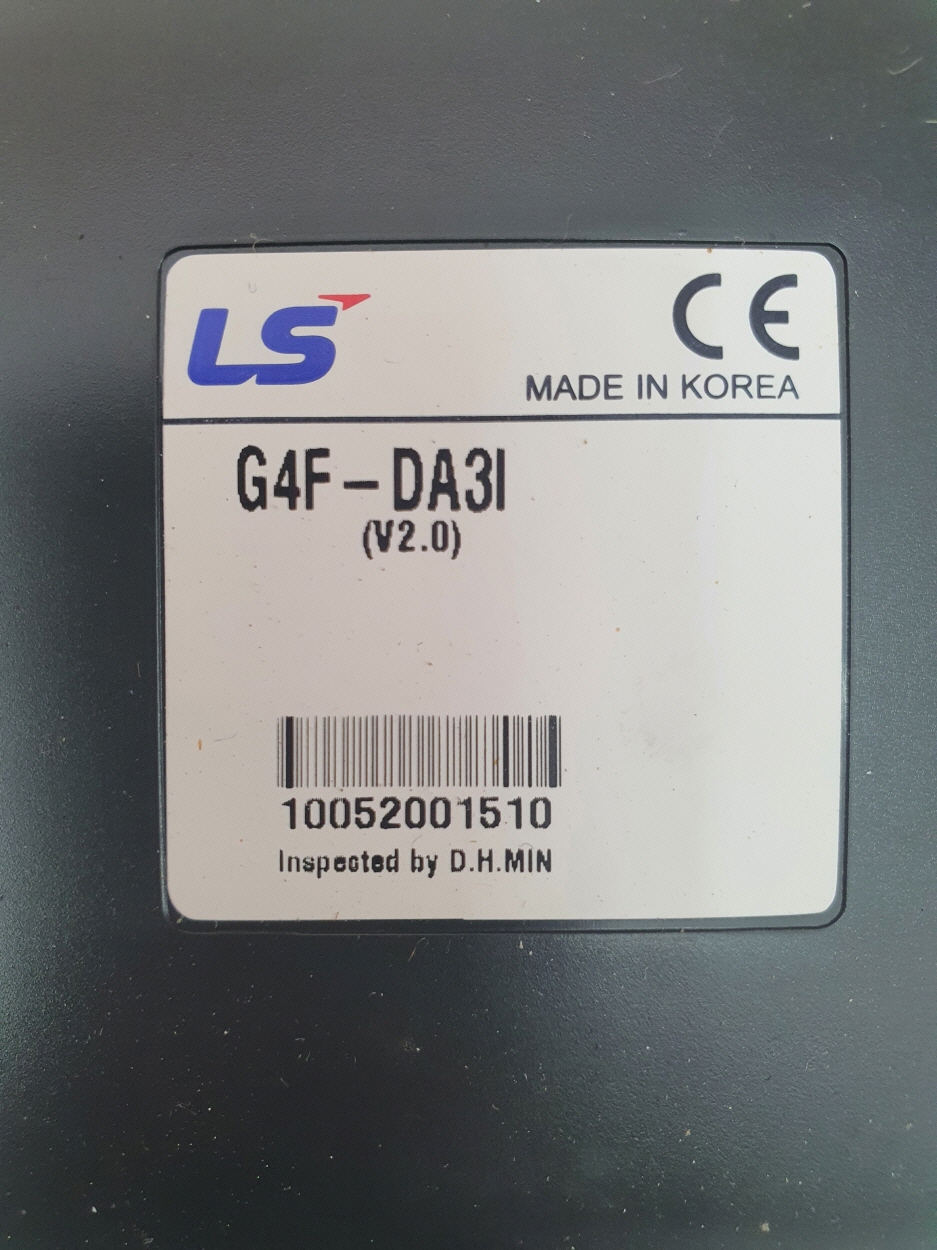 LS
CE
MADE IN KOREA
G4F-DA3I
(V2.0)
10052001510
Inspected by D.H.MIN